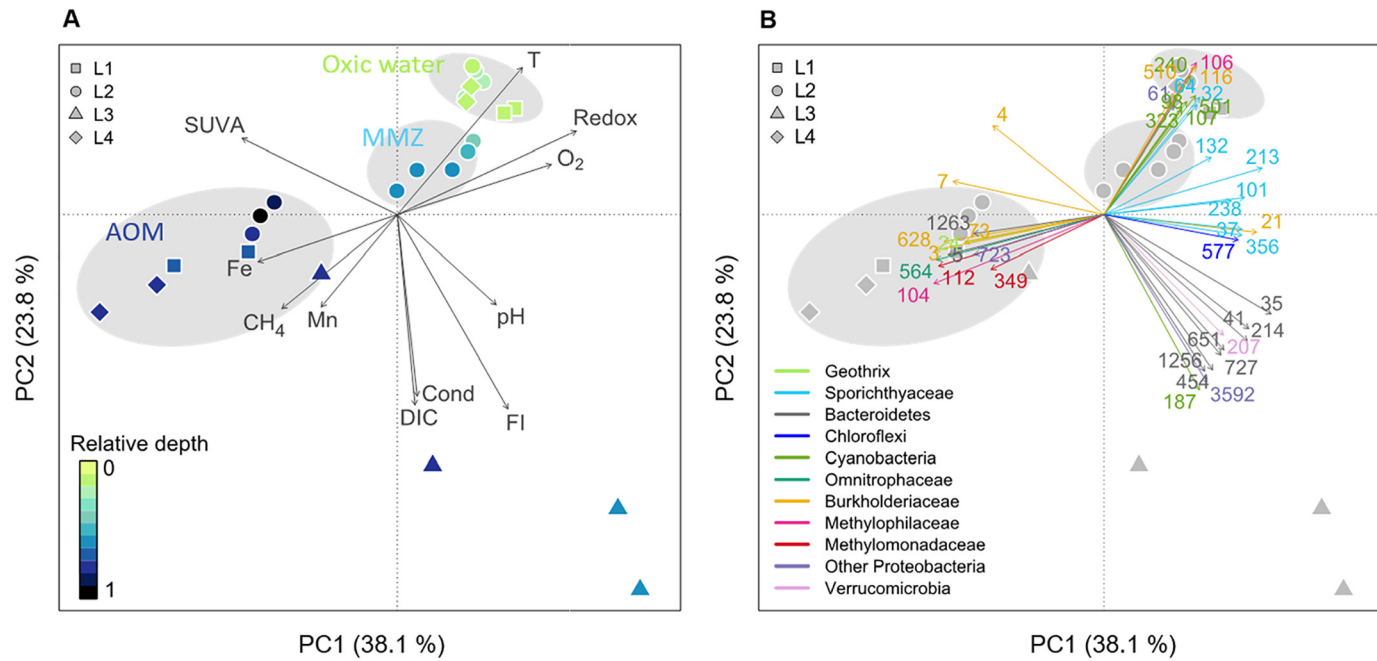 A
L1
L2
L3
L4
Oxic water
T
SUVA
MMZ
Redox
O2
AOM
Fe
CH4
Mn
pH
Cond
DIC
FI
Relative depth
0
1
PC2 (23.8 %)
PC1 (38.1 %)
B
L1
L2
L3
L4
240
106
510
116
64
61
32
98
501
323
107
4
132
213
7
101
238
1263
73
21
628
24
37
3
5
723
577
356
564
112
349
104
35
41
214
651
207
1256
727
454
187
3592
Geothrix
Sporichthyaceae
Bacteroidetes
Chloroflexi
Cyanobacteria
Omnitrophaceae
Burkholderiaceae
Methylophilaceae
Methylomonadaceae
Other Proteobacteria
Verrucomicrobia
PC2 (23.8 %)
PC1 (38.1 %)